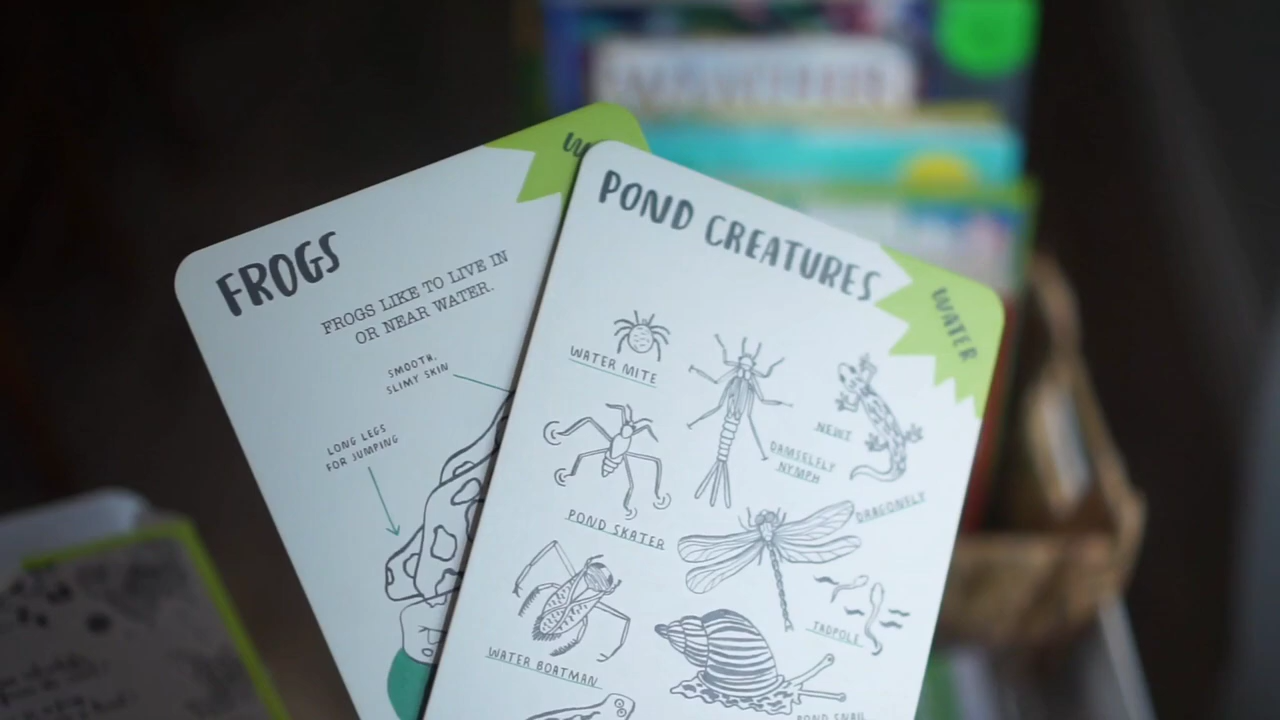 FROGS
FROGS LIKE TO LIVE IN
OR NEAR WATER.
SMOOTH,
SLIMY SKIN
LONG LEGS
FOR JUMPING
POND CREATURES
WATER
WATER MITE
DAMSELFLY
NYMPH
NEWT
POND SKATER
DRAGONFLY
TADPOLE
WATER BOATMAN
POND SNAIL